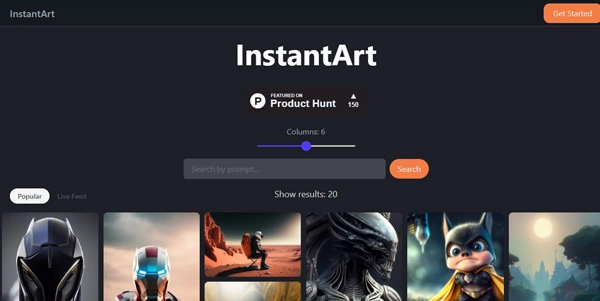 InstantArt
Get Started
InstantArt
FEATURED ON
Product Hunt
150
Columns: 6
Search by prompt..
Search
Popular
Live Feed
Show results: 20